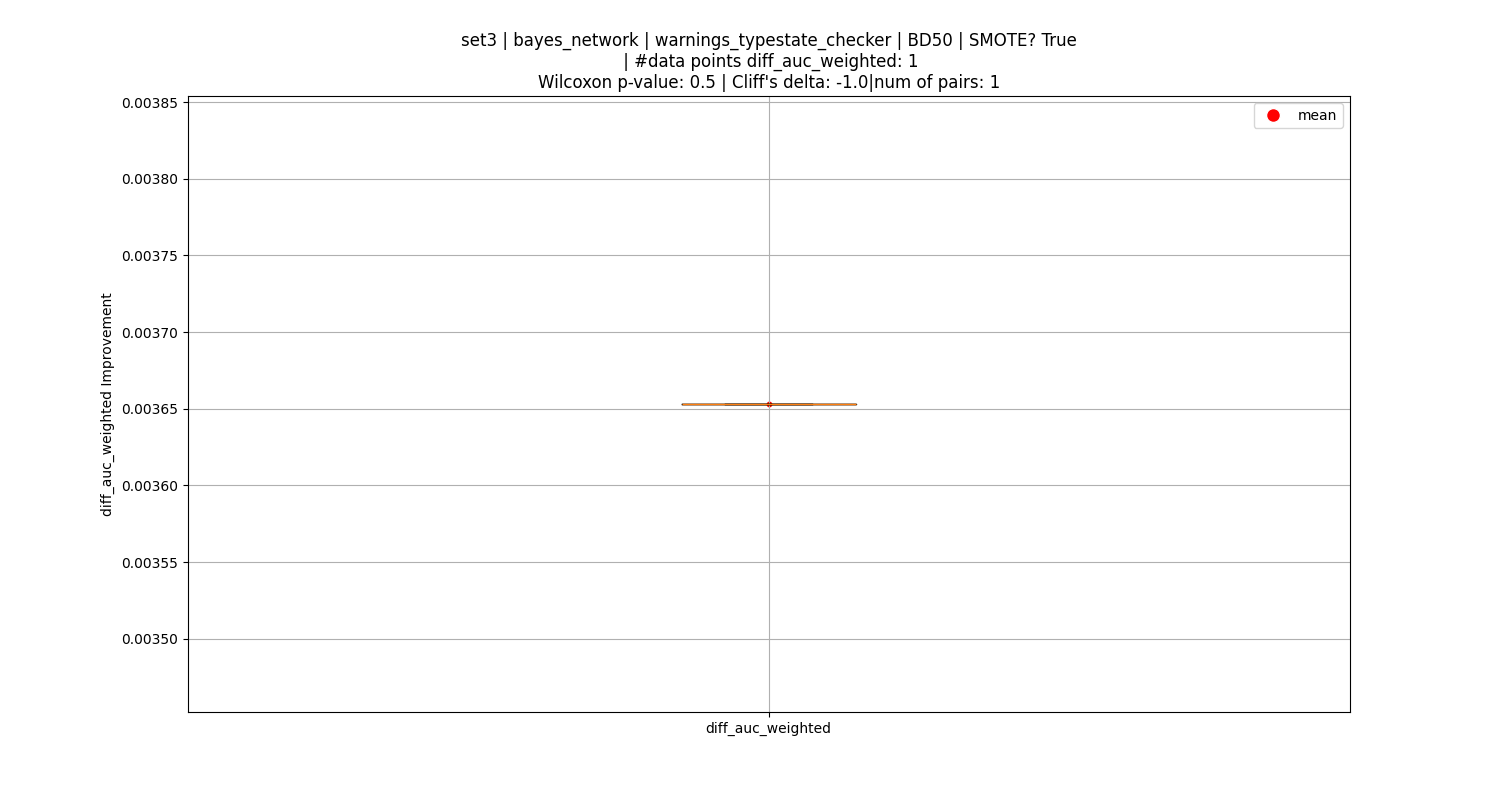 set3 | bayes_network | warnings_typestate_checker | BD50 | SMOTE? True
| #data points diff_auc_weighted: 1
Wilcoxon p-value: 0.5 | Cliff's delta: -1.0|num of pairs: 1
mean
0.00385
0.00380
0.00375
0.00370
0.00365
0.00360
0.00355
0.00350
diff_auc_weighted Improvement
diff_auc_weighted